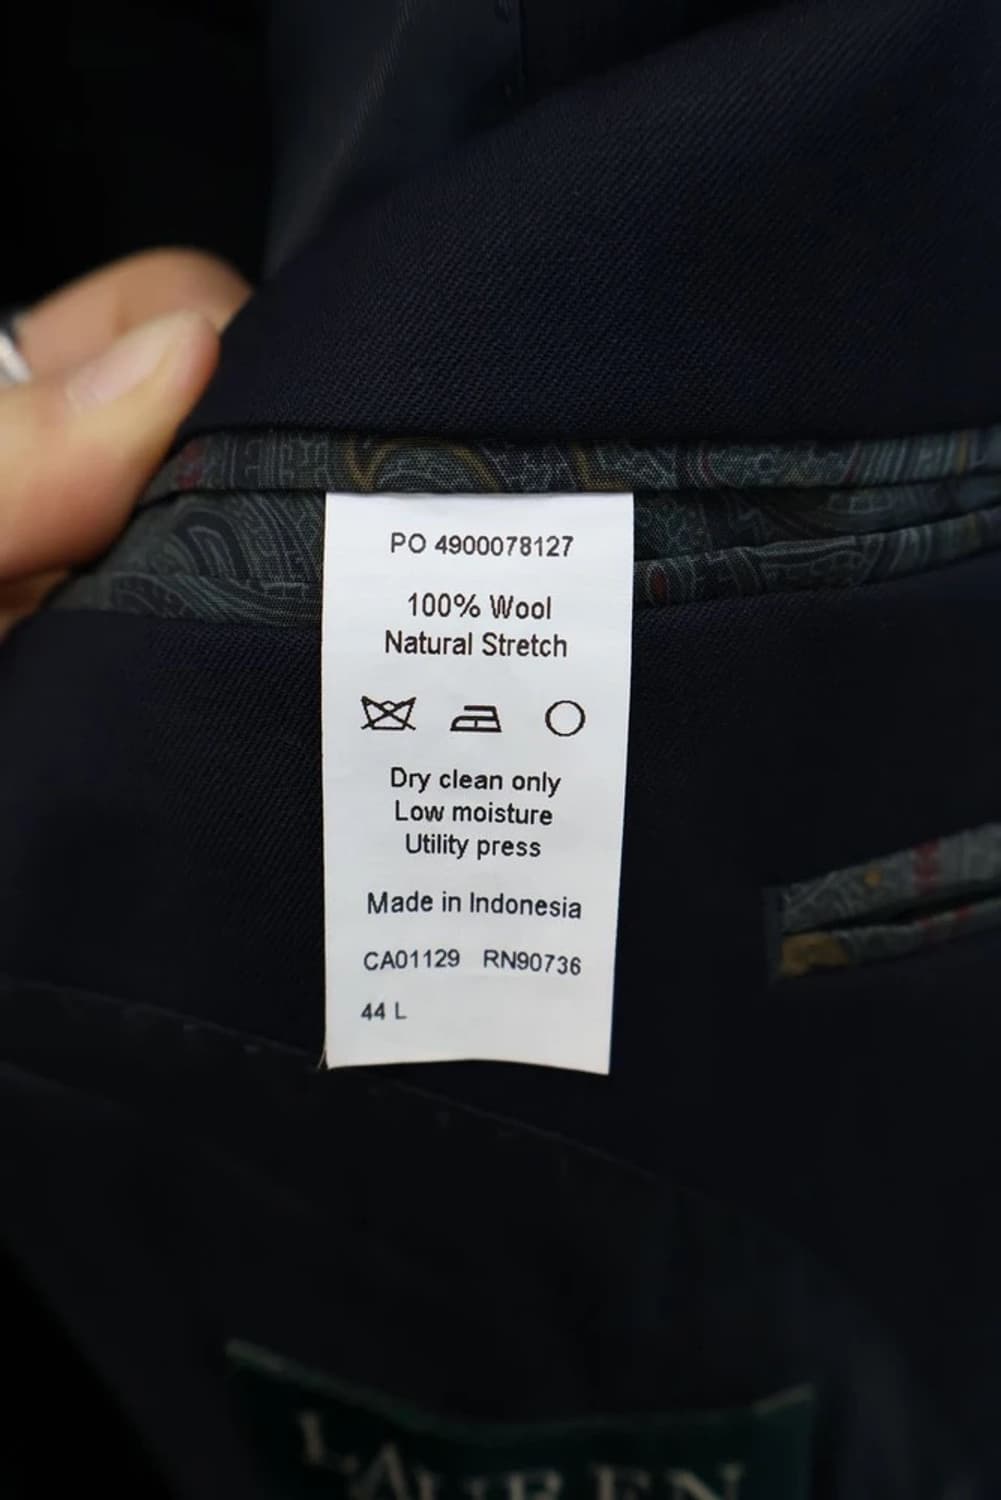 PO 4900078127
100% Wool
Natural Stretch
Dry clean only
Low moisture
Utility press
Made in Indonesia
CA01129 RN90736
44 L
LAUREN